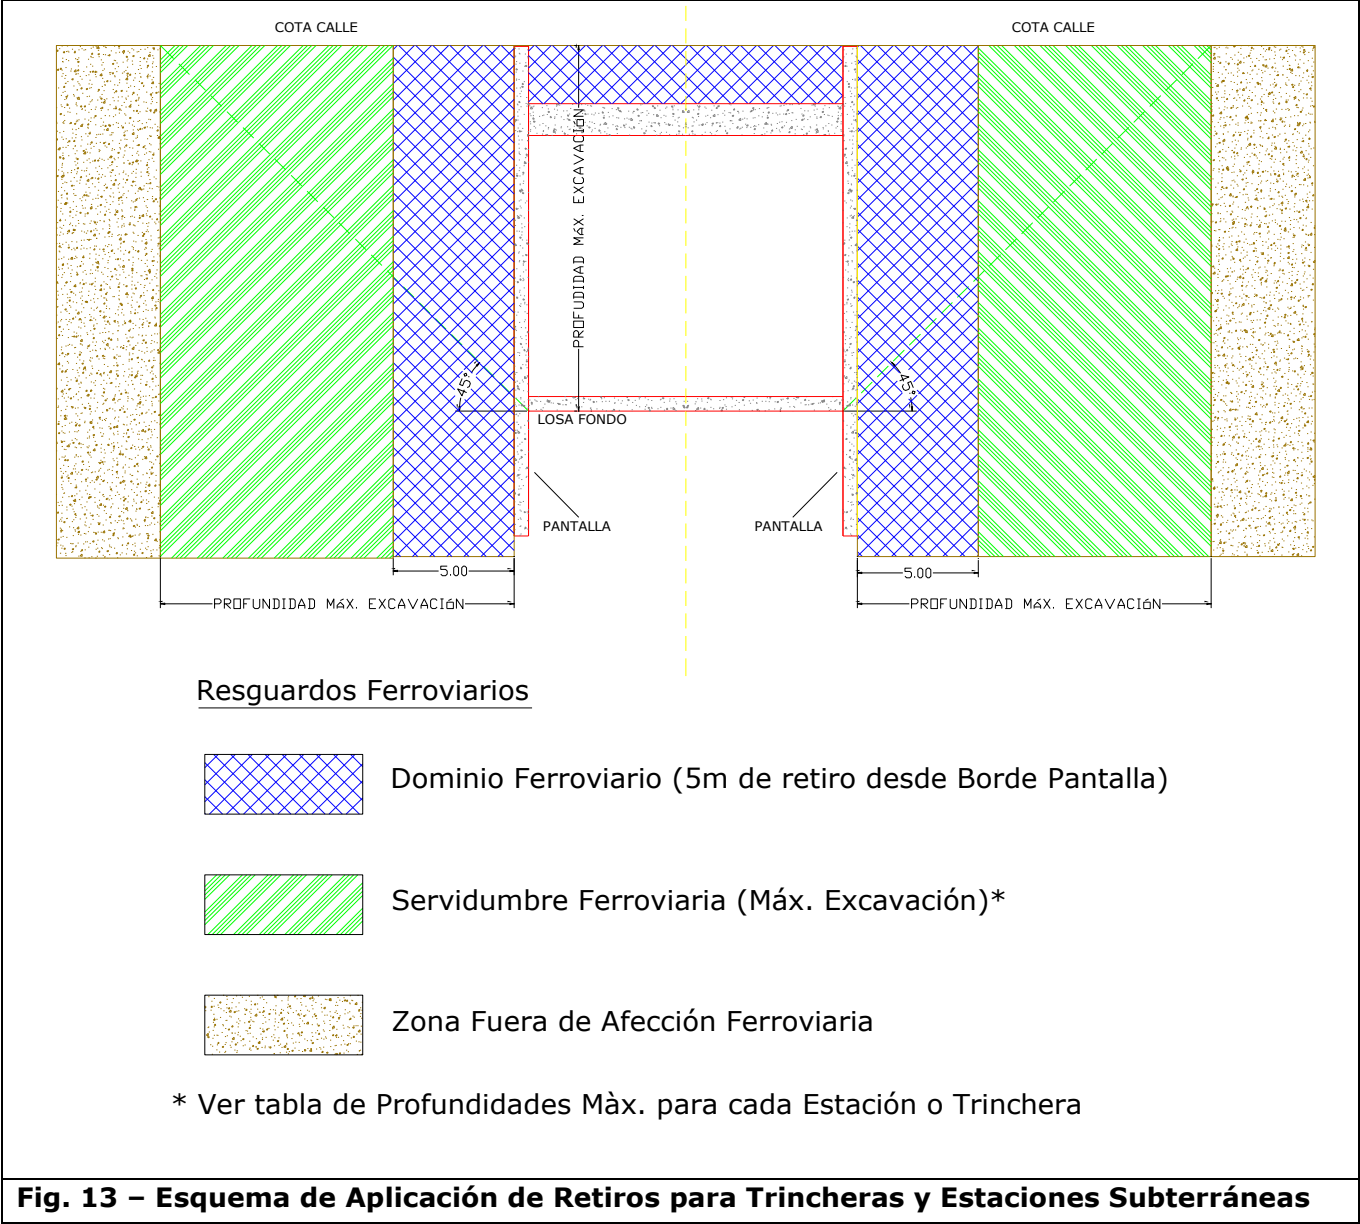 COTA CALLE
COTA CALLE
PROFUDIDAD MáX. EXCAVACIóN
45°
45°
LOSA FONDO
PANTALLA
PANTALLA
5.00
5.00
PROFUNDIDAD MáX. EXCAVACIóN
PROFUNDIDAD MáX. EXCAVACIóN
Resguardos Ferroviarios
Dominio Ferroviario (5m de retiro desde Borde Pantalla)
Servidumbre Ferroviaria (Máx. Excavación)*
Zona Fuera de Afección Ferroviaria
* Ver tabla de Profundidades Màx. para cada Estación o Trinchera
Fig. 13 – Esquema de Aplicación de Retiros para Trincheras y Estaciones Subterráneas